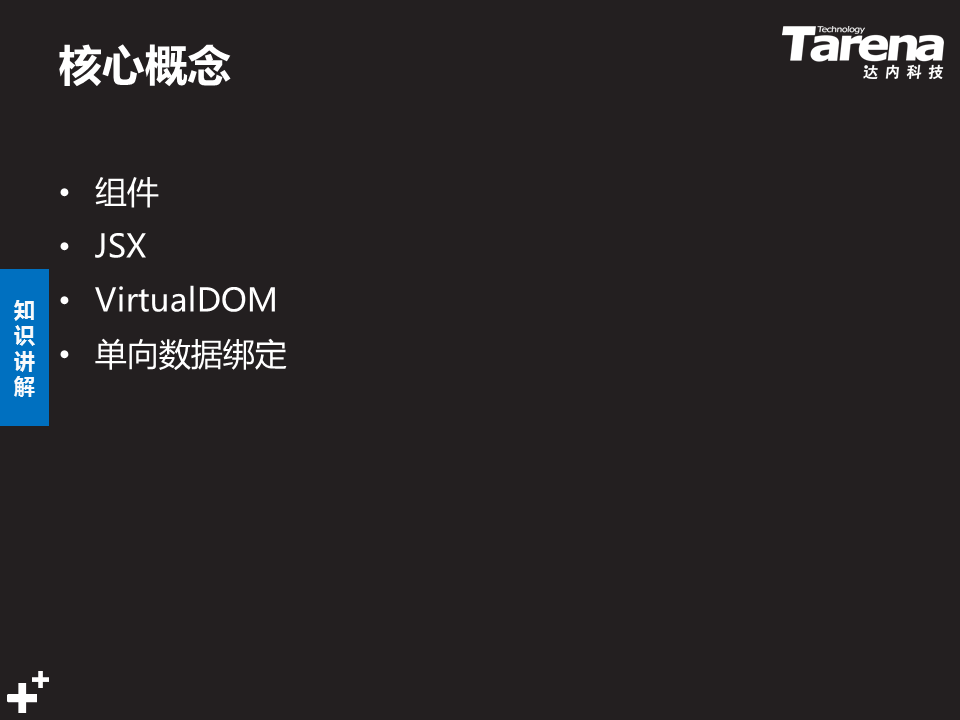 核心概念
Technology
Tarena
达内科技
• 组件
• JSX
• VirtualDOM
• 单向数据绑定
知识讲解